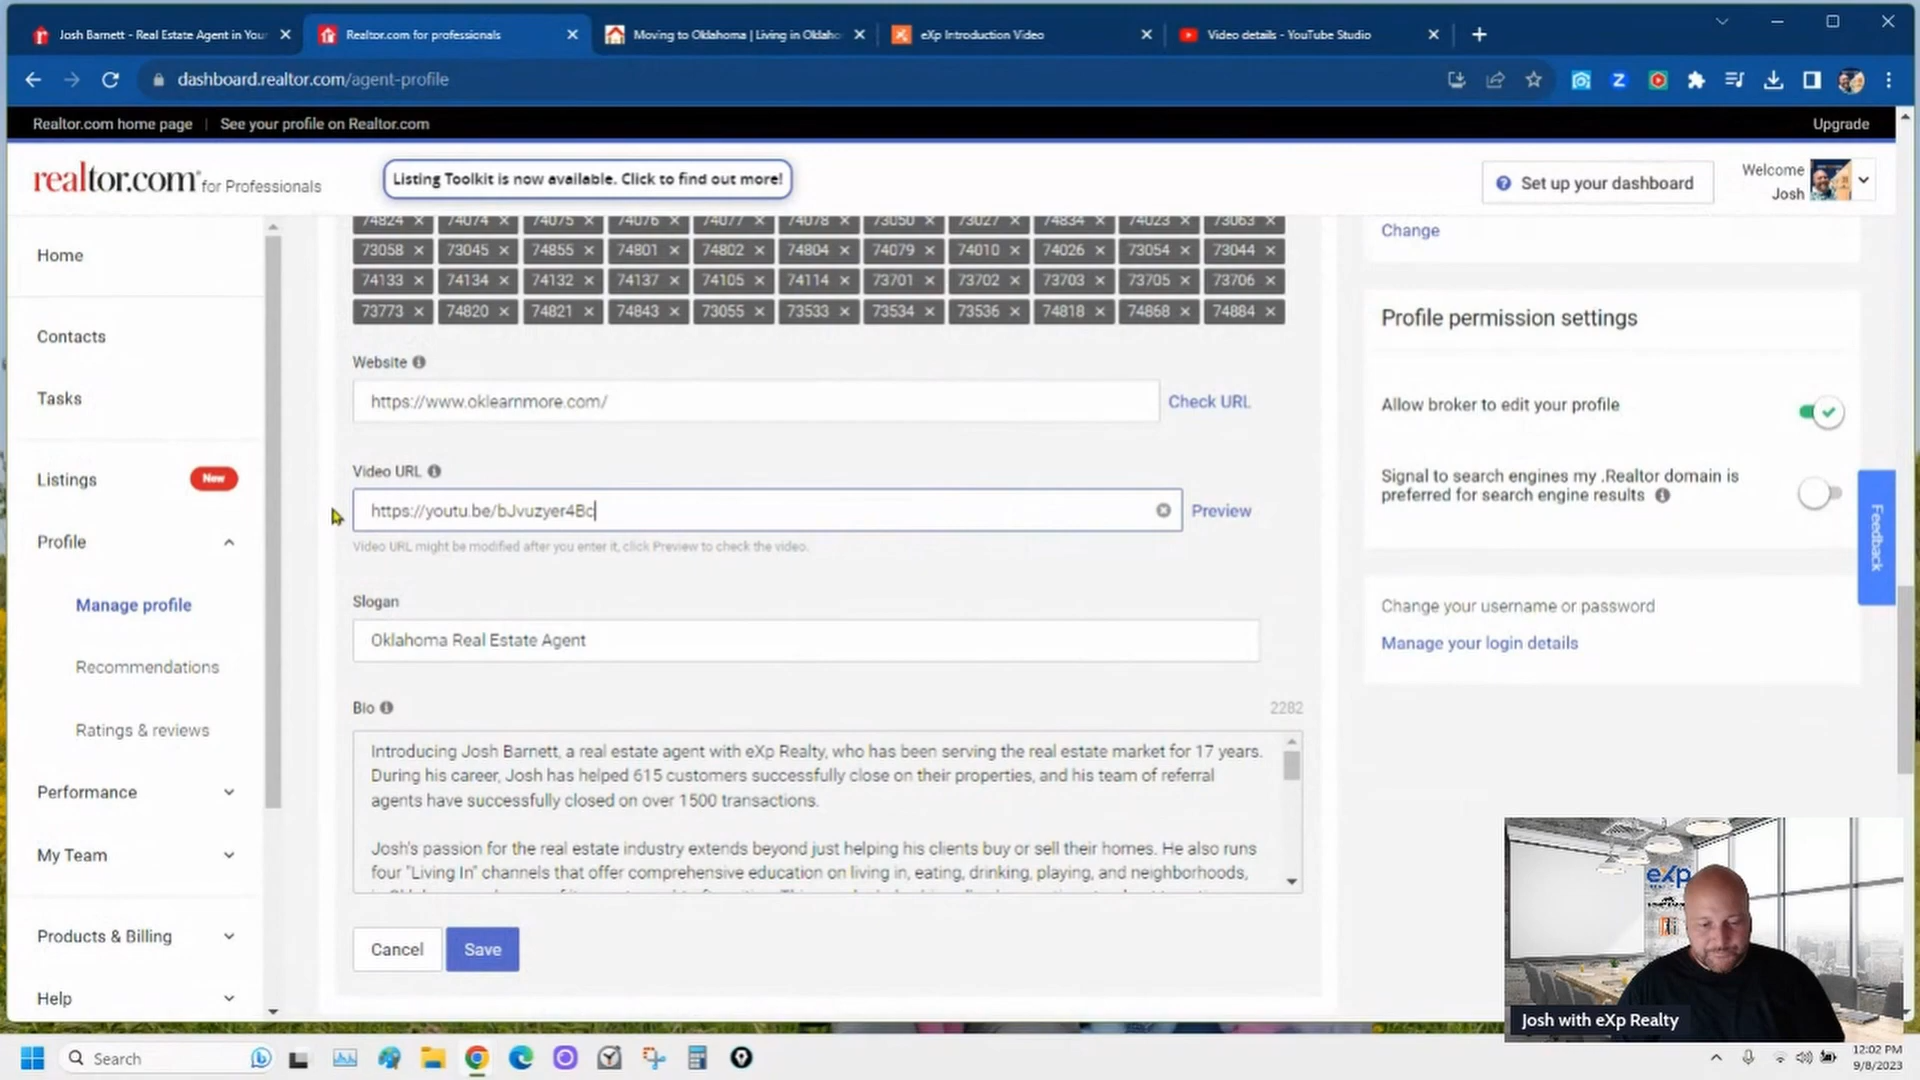 Josh Barnett - Real Estate Agent in Your
Realtor.com for professionals
Moving to Oklahoma | Living in Oklaho
eXp Introduction Video
Video details - YouTube Studio
dashboard.realtor.com/agent-profile
Realtor.com home page | See your profile on Realtor.com
Upgrade
realtor.com® for Professionals
Listing Toolkit is now available. Click to find out more!
Set up your dashboard
Welcome
Josh
Home
Contacts
Tasks
Listings
New
Profile
Manage profile
Recommendations
Ratings & reviews
Performance
My Team
Products & Billing
Help
74824 × 74074 × 74075 × 74076 × 74077 × 74078 × 73050 × 73027 × 74834 × 74023 × 73063 ×
73058 × 73045 × 74855 × 74801 × 74802 × 74804 × 74079 × 74010 × 74026 × 73054 × 73044 ×
74133 × 74134 × 74132 × 74137 × 74105 × 74114 × 73701 × 73702 × 73703 × 73705 × 73706 ×
73773 × 74820 × 74821 × 74843 × 73055 × 73533 × 73534 × 73536 × 74818 × 74868 × 74884 ×
Website
https://www.oklearnmore.com/
Check URL
Video URL
https://youtu.be/bJvuzyer4Bc
Preview
Video URL might be modified after you enter it, click Preview to check the video.
Slogan
Oklahoma Real Estate Agent
Bio
2282
Introducing Josh Barnett, a real estate agent with eXp Realty, who has been serving the real estate market for 17 years.
During his career, Josh has helped 615 customers successfully close on their properties, and his team of referral
agents have successfully closed on over 1500 transactions.
Josh's passion for the real estate industry extends beyond just helping his clients buy or sell their homes. He also runs
four "Living In" channels that offer comprehensive education on living in, eating, drinking, playing, and neighborhoods,
Cancel
Save
Change
Profile permission settings
Allow broker to edit your profile
Signal to search engines my .Realtor domain is
preferred for search engine results
Change your username or password
Manage your login details
Feedback
eXp
Josh with eXp Realty
Search
12:02 PM
9/8/2023